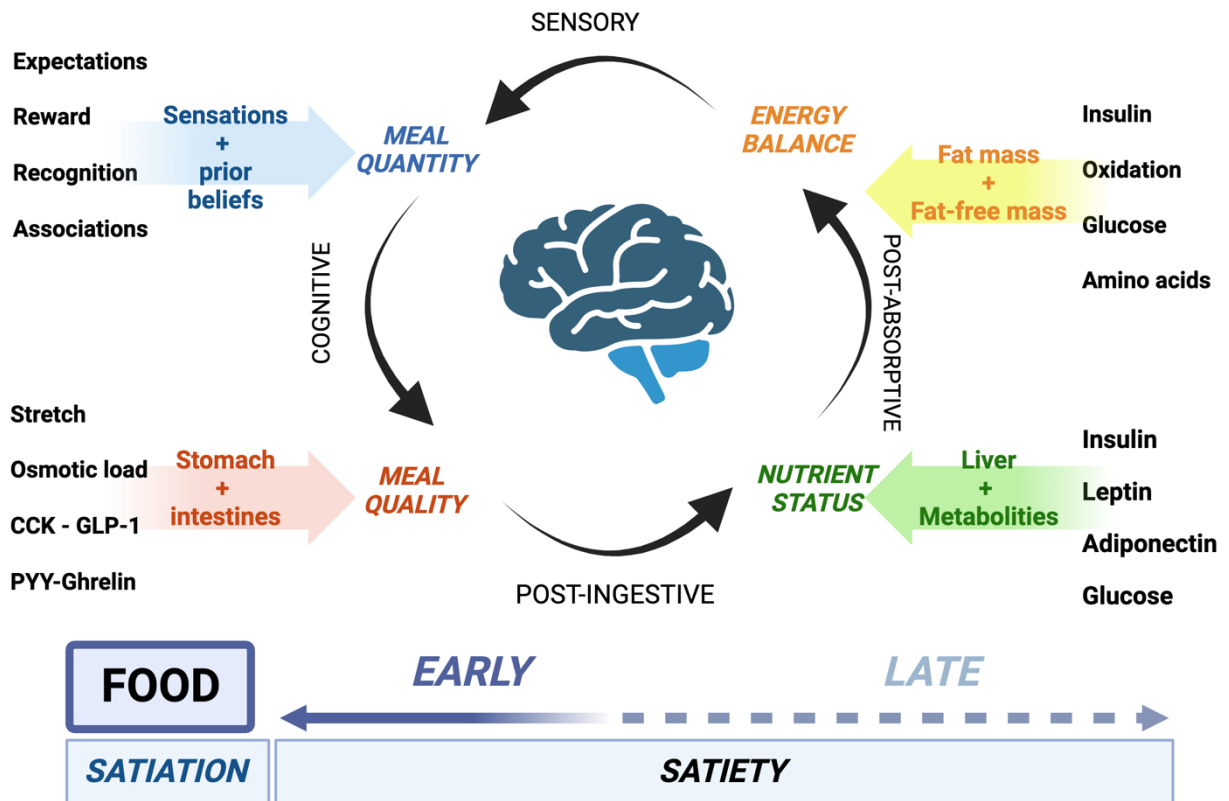 SENSORY
Expectations
Reward
Recognition
Associations
Sensations
+
prior
beliefs
MEAL
QUANTITY
ENERGY
BALANCE
Fat mass
+
Fat-free mass
Insulin
Oxidation
Glucose
Amino acids
COGNITIVE
POST-ABSORPTIVE
Stretch
Osmotic load
CCK - GLP-1
PYY-Ghrelin
Stomach
+
intestines
MEAL
QUALITY
NUTRIENT
STATUS
Liver
+
Metabolities
Insulin
Leptin
Adiponectin
Glucose
POST-INGESTIVE
FOOD
EARLY
LATE
SATIATION
SATIETY